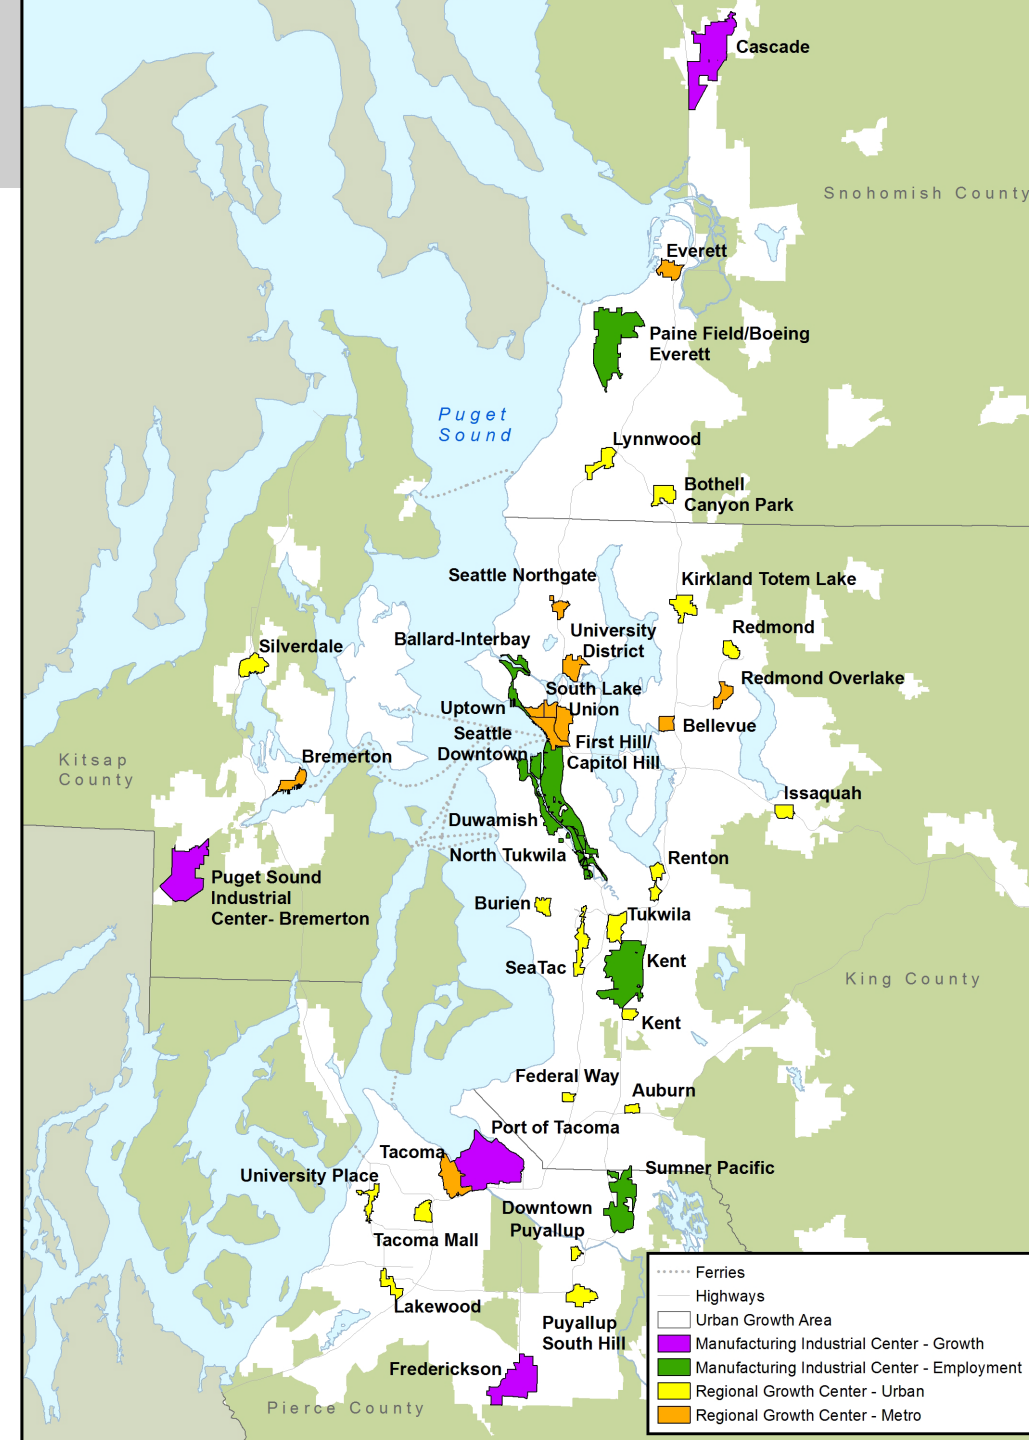 Cascade
Snohomish County
Everett
Paine Field/Boeing
Everett
Puget
Sound
Lynnwood
Bothell
Canyon Park
Seattle Northgate
Kirkland Totem Lake
Ballard-Interbay
University
District
Redmond
Silverdale
Redmond Overlake
South Lake
Union
Uptown
Bellevue
Seattle
Downtown
First Hill/
Capitol Hill
Kitsap
County
Bremerton
Issaquah
Duwamish
North Tukwila
Renton
Puget Sound
Industrial
Center- Bremerton
Burien
Tukwila
SeaTac
Kent
King County
Kent
Federal Way
Auburn
Port of Tacoma
Tacoma
University Place
Sumner Pacific
Downtown
Puyallup
Tacoma Mall
Lakewood
Puyallup
South Hill
Frederickson
Pierce County
Ferries
Highways
Urban Growth Area
Manufacturing Industrial Center - Growth
Manufacturing Industrial Center - Employment
Regional Growth Center - Urban
Regional Growth Center - Metro